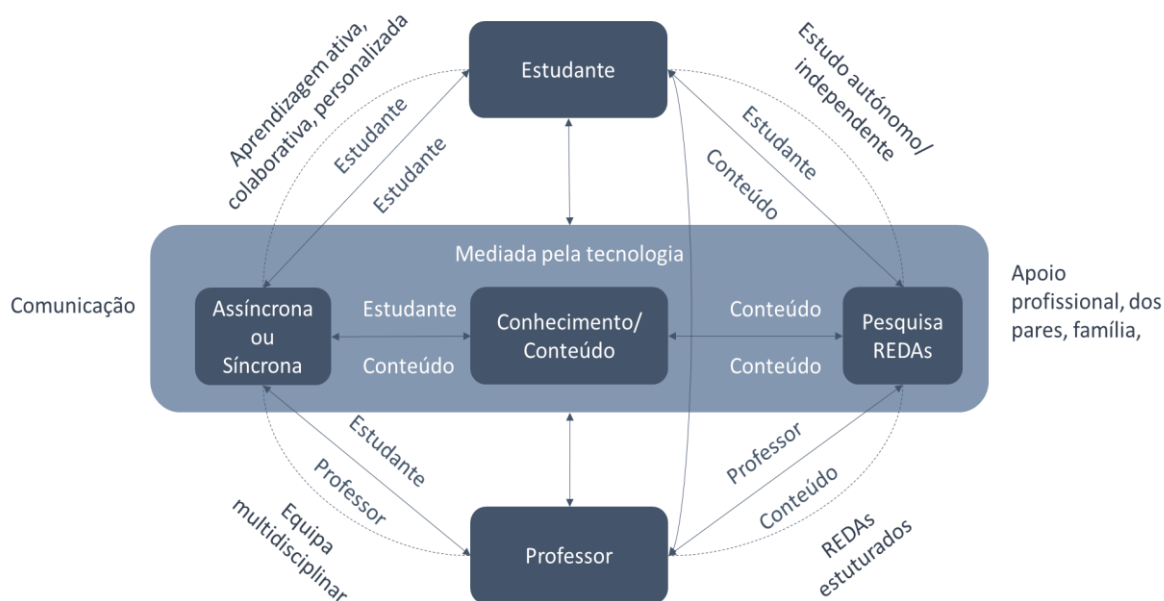 Aprendizagem ativa,
colaborativa, personalizada
Estudante
Estudante
Estudante
Estudo autónomo/
independente
Estudante
Conteúdo
Mediada pela tecnologia
Comunicação
Assíncrona
ou
Síncrona
Estudante
Conteúdo
Conhecimento/
Conteúdo
Conteúdo
Conteúdo
Pesquisa
REDAs
Apoio
profissional, dos
pares, família,
Estudante
Professor
Equipa
multidisciplinar
Professor
Professor
Conteúdo
REDAs
estuturados